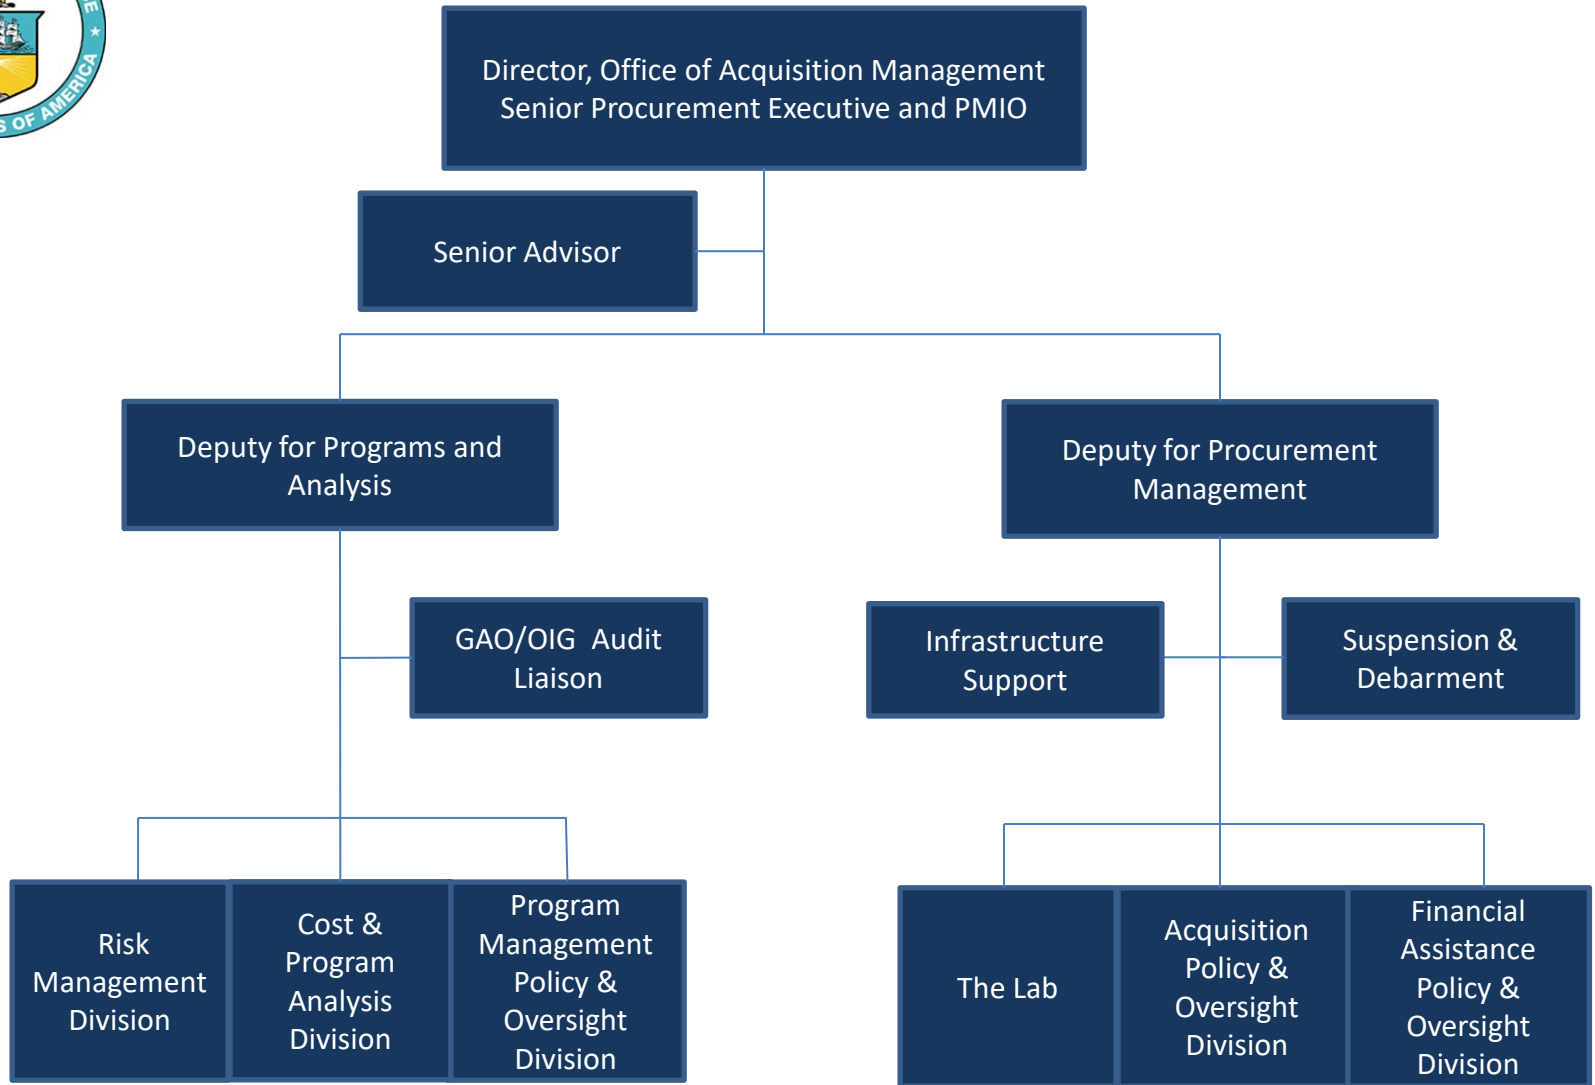 E ★
S OF AMERICA
Director, Office of Acquisition Management
Senior Procurement Executive and PMIO
Senior Advisor
Deputy for Programs and
Analysis
Deputy for Procurement
Management
GAO/OIG  Audit
Liaison
Infrastructure
Support
Suspension &
Debarment
Risk
Management
Division
Cost &
Program
Analysis
Division
Program
Management
Policy &
Oversight
Division
The Lab
Acquisition
Policy &
Oversight
Division
Financial
Assistance
Policy &
Oversight
Division